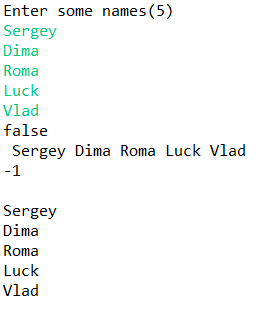 Enter some names(5)
Sergey
Dima
Roma
Luck
Vlad
false
 Sergey Dima Roma Luck Vlad
-1

Sergey
Dima
Roma
Luck
Vlad